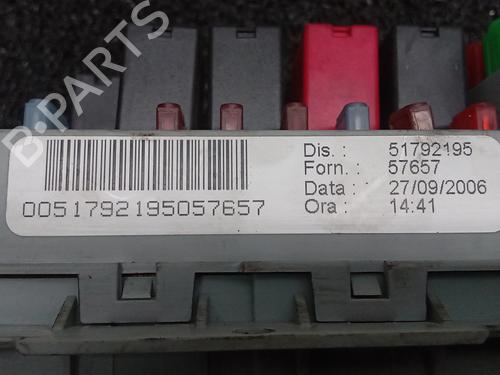 B-PARTS
Dis. : 51792195
Forn. : 57657
Data : 27/09/2006
Ora : 14:41
0051792195057657